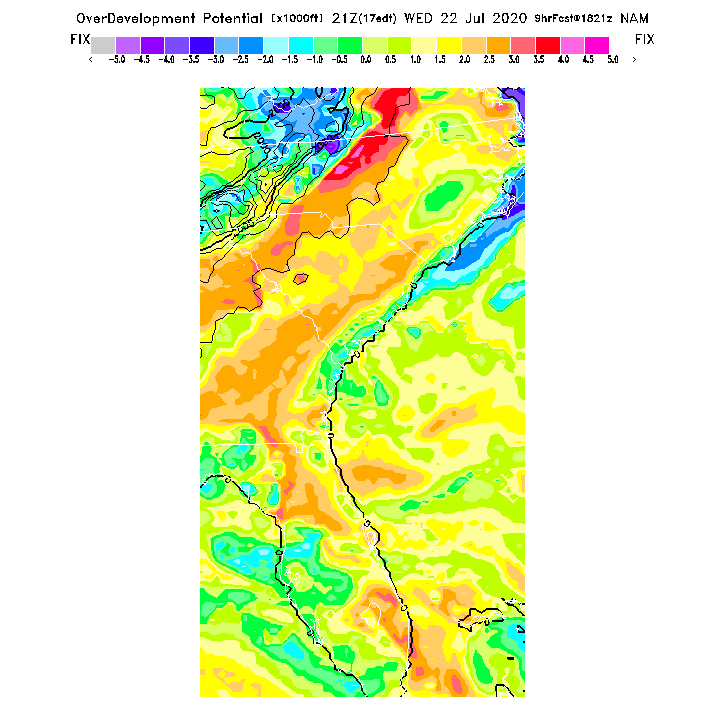 OverDevelopment Potential [x1000ft] 21Z(17edt) WED 22 Jul 2020 9hrFcst@1821z NAM
FIX FIX
< -5.0 -4.5 -4.0 -3.5 -3.0 -2.5 -2.0 -1.5 -1.0 -0.5 0.0 0.5 1.0 1.5 2.0 2.5 3.0 3.5 4.0 4.5 5.0 >